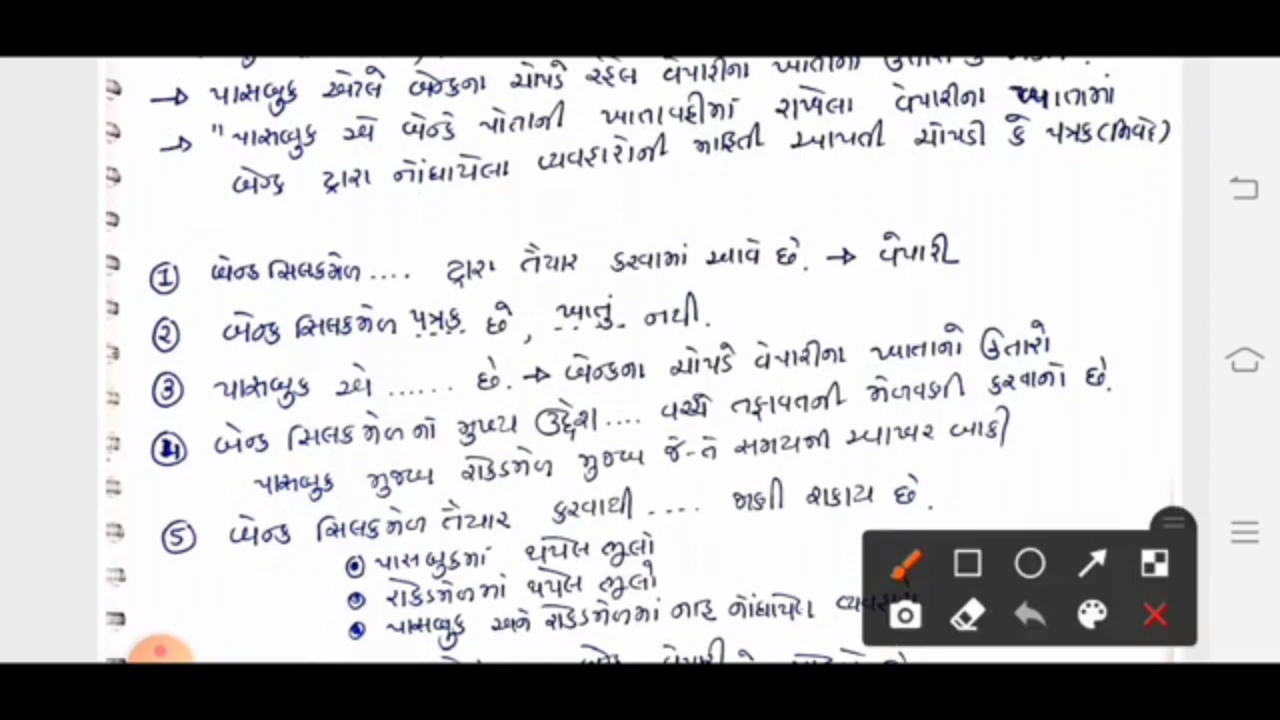 → પાસબુક એટલે બેન્કના ચોપડે રહેલ વેપારીના ખાતાનો
→ "પાસબુક એ બેન્કે પોતાની ખાતાવહીમાં રાખેલા વેપારીના ખાતામાં
બેન્ક દ્વારા નોંધાયેલા વ્યવહારોની માહિતી આપતી ચોપડી કે પત્રક
① બેન્ક સિલકમેળ .... દ્વારા તૈયાર કરવામાં આવે છે. → વેપારી
② બેન્ક સિલકમેળ પત્રક છે, ખાતું નથી.
③ પાસબુક એ ...... છે. → બેન્કના ચોપડે વેપારીના ખાતાનો ઉતારો
④ બેન્ક સિલકમેળનો મુખ્ય ઉદ્દેશ .... વચ્ચે તફાવતની મેળવણી કરવાનો છે.
પાસબુક મુજબ રોકડમેળ મુજબ જે-તે સમયની આખર બાકી
⑤ બેન્ક સિલકમેળ તૈયાર કરવાથી .... જાણી શકાય છે.
પાસબુકમાં થયેલ ભૂલો
રોકડમેળમાં થયેલ ભૂલો
પાસબુક અને રોકડમેળમાં નહિ નોંધાયેલ